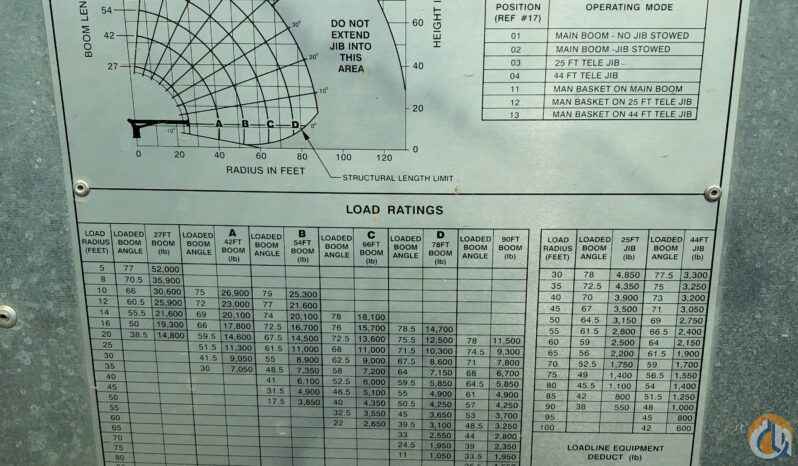 54
42
27
BOOM LEN
DO NOT
EXTEND
JIB INTO
THIS
AREA
HEIGHT I
60
40
20
0
30°
20°
10°
0°
-10°
A B C D
0 20 40 60 80 100 120
RADIUS IN FEET
STRUCTURAL LENGTH LIMIT
POSITION
(REF #17)
OPERATING MODE
01 MAIN BOOM - NO JIB STOWED
02 MAIN BOOM -JIB STOWED
03 25 FT TELE JIB
04 44 FT TELE JIB
11 MAN BASKET ON MAIN BOOM
12 MAN BASKET ON 25 FT TELE JIB
13 MAN BASKET ON 44 FT TELE JIB
LOAD RATINGS
LOAD RADIUS (FEET) LOADED BOOM ANGLE 27FT BOOM (lb) LOADED BOOM ANGLE A 42FT BOOM (lb) LOADED BOOM ANGLE B 54FT BOOM (lb) LOADED BOOM ANGLE C 66FT BOOM (lb) LOADED BOOM ANGLE D 78FT BOOM (lb) LOADED BOOM ANGLE 90FT BOOM (lb)
5 77 52,000
8 70.5 35,900
10 66 30,600 75 26,900 79 25,300
12 60.5 25,900 72 23,000 77 21,600
14 55.5 21,600 69 20,100 74 20,100 78 18,100
16 50 19,300 66 17,800 72.5 16,700 76 15,700 78.5 14,700
20 38.5 14,800 59.5 14,600 67.5 14,500 72.5 13,600 75.5 12,500 78 11,500
25 51.5 11,300 61.5 11,000 68 11,000 71.5 10,300 74.5 9,300
30 41.5 9,050 55 8,900 62.5 9,000 67.5 8,600 71 7,800
35 30 7,050 48.5 7,350 58 7,200 64 7,150 68 6,700
40 41 6,100 52.5 6,000 59.5 5,850 64.5 5,850
45 31.5 4,900 46.5 5,100 55 4,900 61 4,900
50 17.5 3,850 40 4,350 50.5 4,250 57 4,250
55 32.5 3,550 45 3,650 53 3,700
60 22 2,650 39.5 3,100 48.5 3,250
65 33 2,550 44 2,800
70 24.5 1,950 39 2,350
75 11 1,050 33.5 1,950
80
LOAD RADIUS (FEET) LOADED BOOM ANGLE 25FT JIB (lb) LOADED BOOM ANGLE 44FT JIB (lb)
30 78 4,850 77.5 3,300
35 72.5 4,350 75 3,250
40 70 3,900 73 3,200
45 67 3,500 71 3,050
50 64.5 3,150 69 2,750
55 61.5 2,800 66.5 2,400
60 59 2,500 64 2,150
65 56 2,200 61.5 1,900
70 52.5 1,750 59 1,700
75 49 1,400 56.5 1,550
80 45.5 1,100 54 1,400
85 42 800 51.5 1,250
90 38 550 48 1,000
95 45 800
100 42 600
LOADLINE EQUIPMENT
DEDUCT (lb)